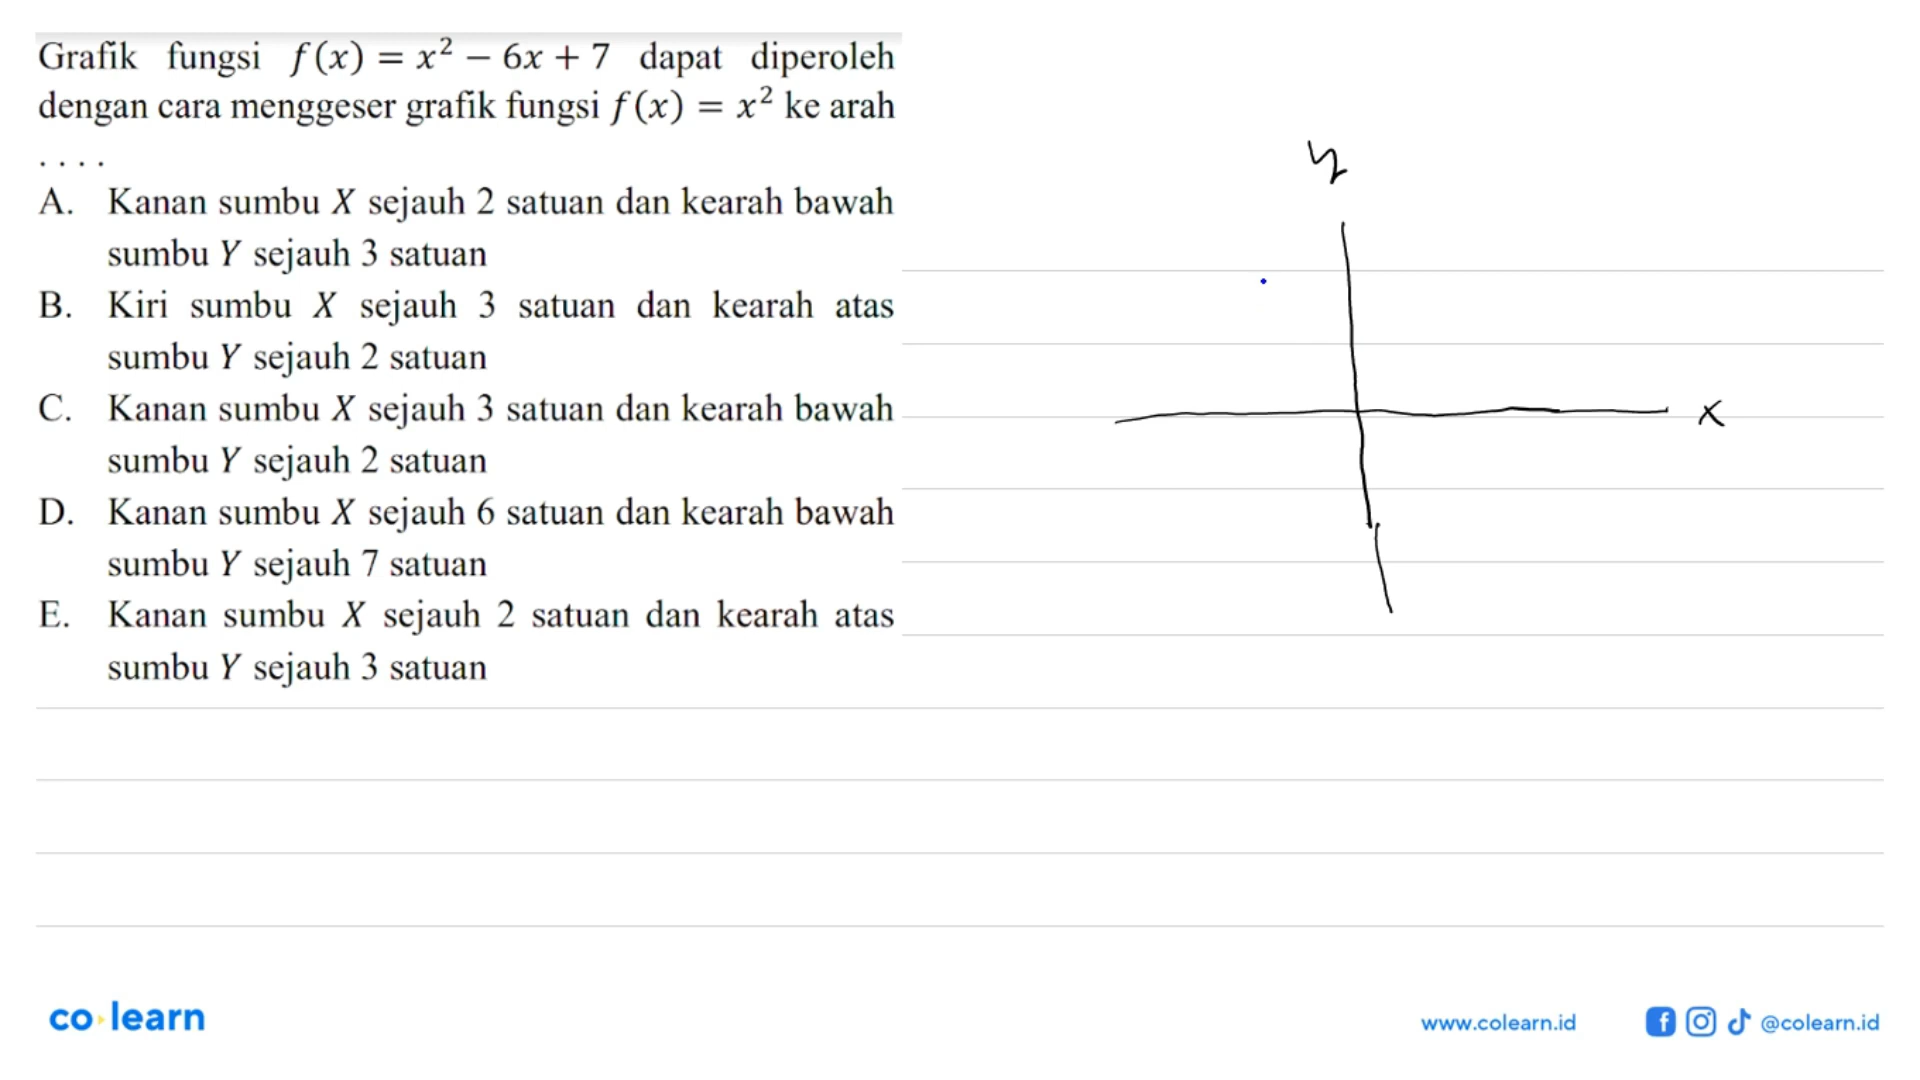 Grafik fungsi f(x) = x² − 6x + 7 dapat diperoleh
dengan cara menggeser grafik fungsi f(x) = x² ke arah
. . . .
A. Kanan sumbu X sejauh 2 satuan dan kearah bawah
sumbu Y sejauh 3 satuan
B. Kiri sumbu X sejauh 3 satuan dan kearah atas
sumbu Y sejauh 2 satuan
C. Kanan sumbu X sejauh 3 satuan dan kearah bawah
sumbu Y sejauh 2 satuan
D. Kanan sumbu X sejauh 6 satuan dan kearah bawah
sumbu Y sejauh 7 satuan
E. Kanan sumbu X sejauh 2 satuan dan kearah atas
sumbu Y sejauh 3 satuan
y
x
co learn
www.colearn.id
@colearn.id